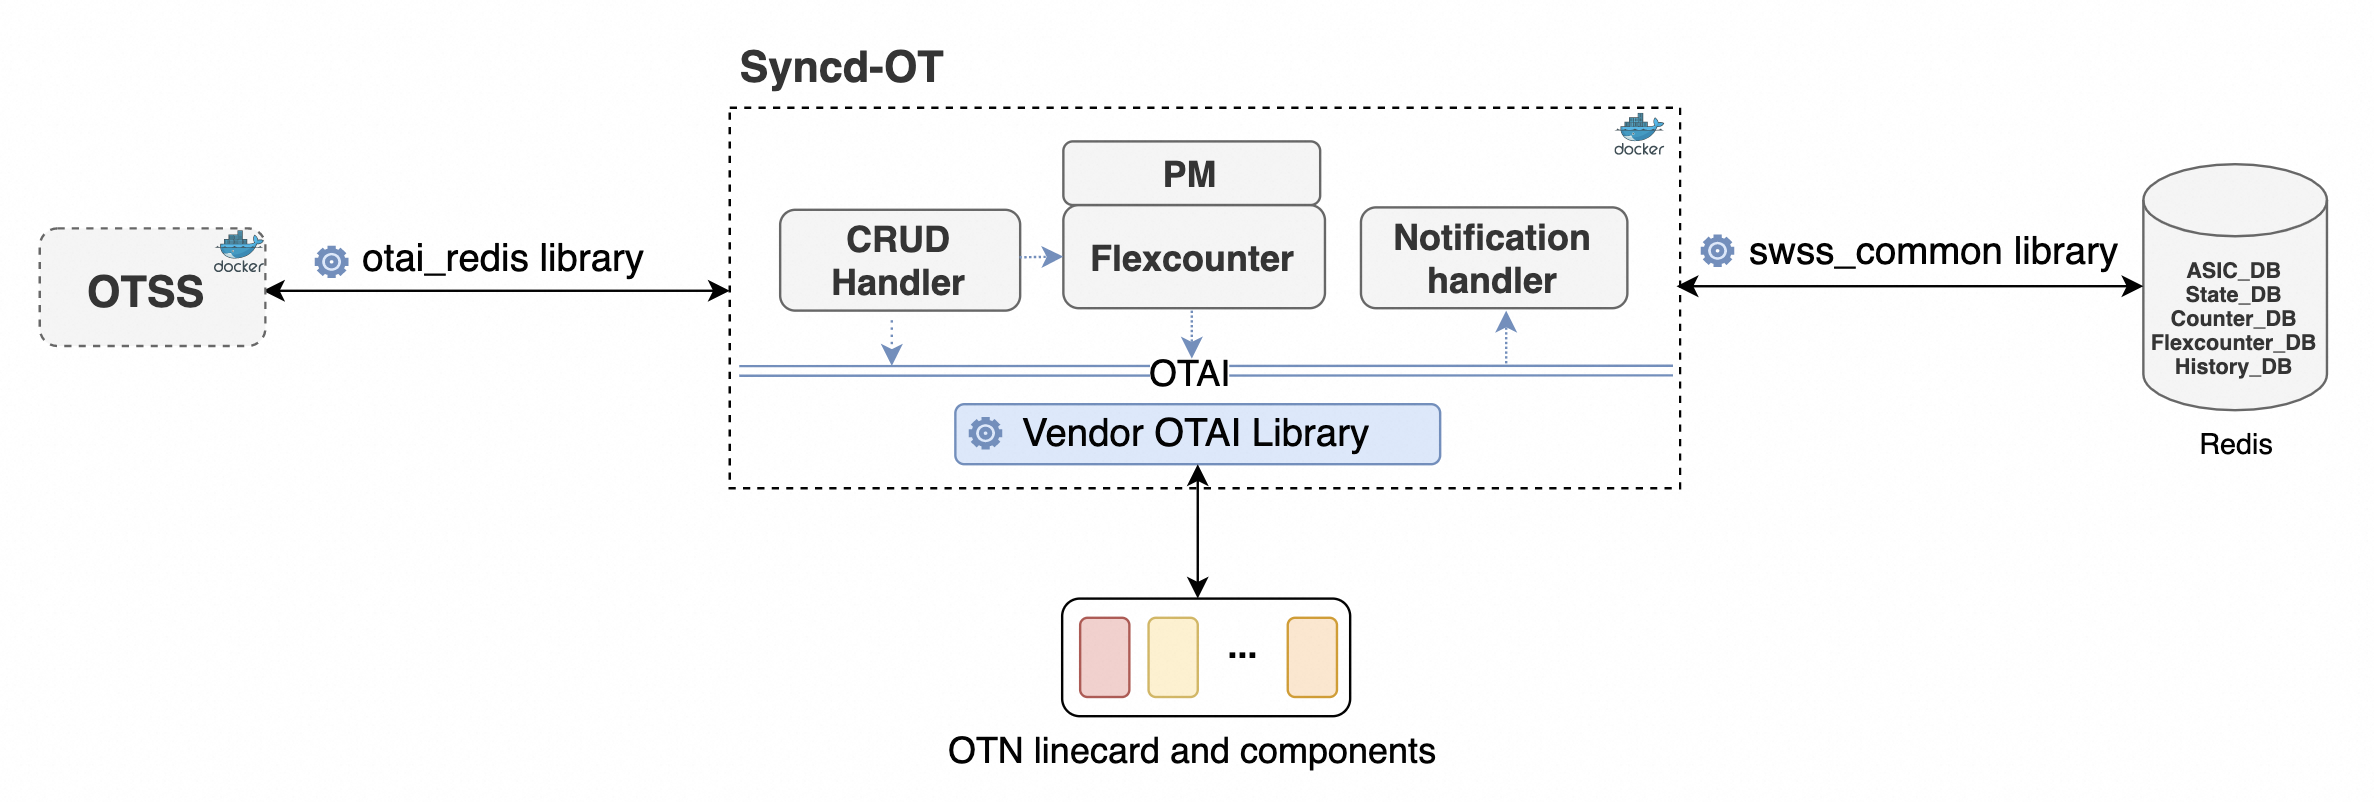 Syncd-OT
docker
PM
CRUD
Handler
Flexcounter
Notification
handler
OTSS
docker
otai_redis library
swss_common library
ASIC_DB
State_DB
Counter_DB
Flexcounter_DB
History_DB
Redis
OTAI
Vendor OTAI Library
...
OTN linecard and components